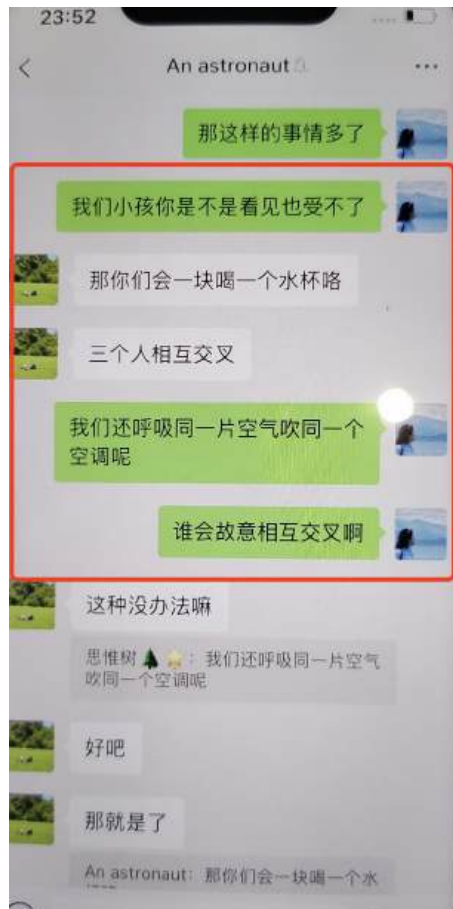 23:52
An astronaut
那这样的事情多了
我们小孩你是不是看见也受不了
那你们会一块喝一个水杯咯
三个人相互交叉
我们还呼吸同一片空气吹同一个
空调呢
谁会故意相互交叉啊
这种没办法嘛
思惟树🌲⭐：我们还呼吸同一片空气
吹同一个空调呢
好吧
那就是了
An astronaut：那你们会一块喝一个水